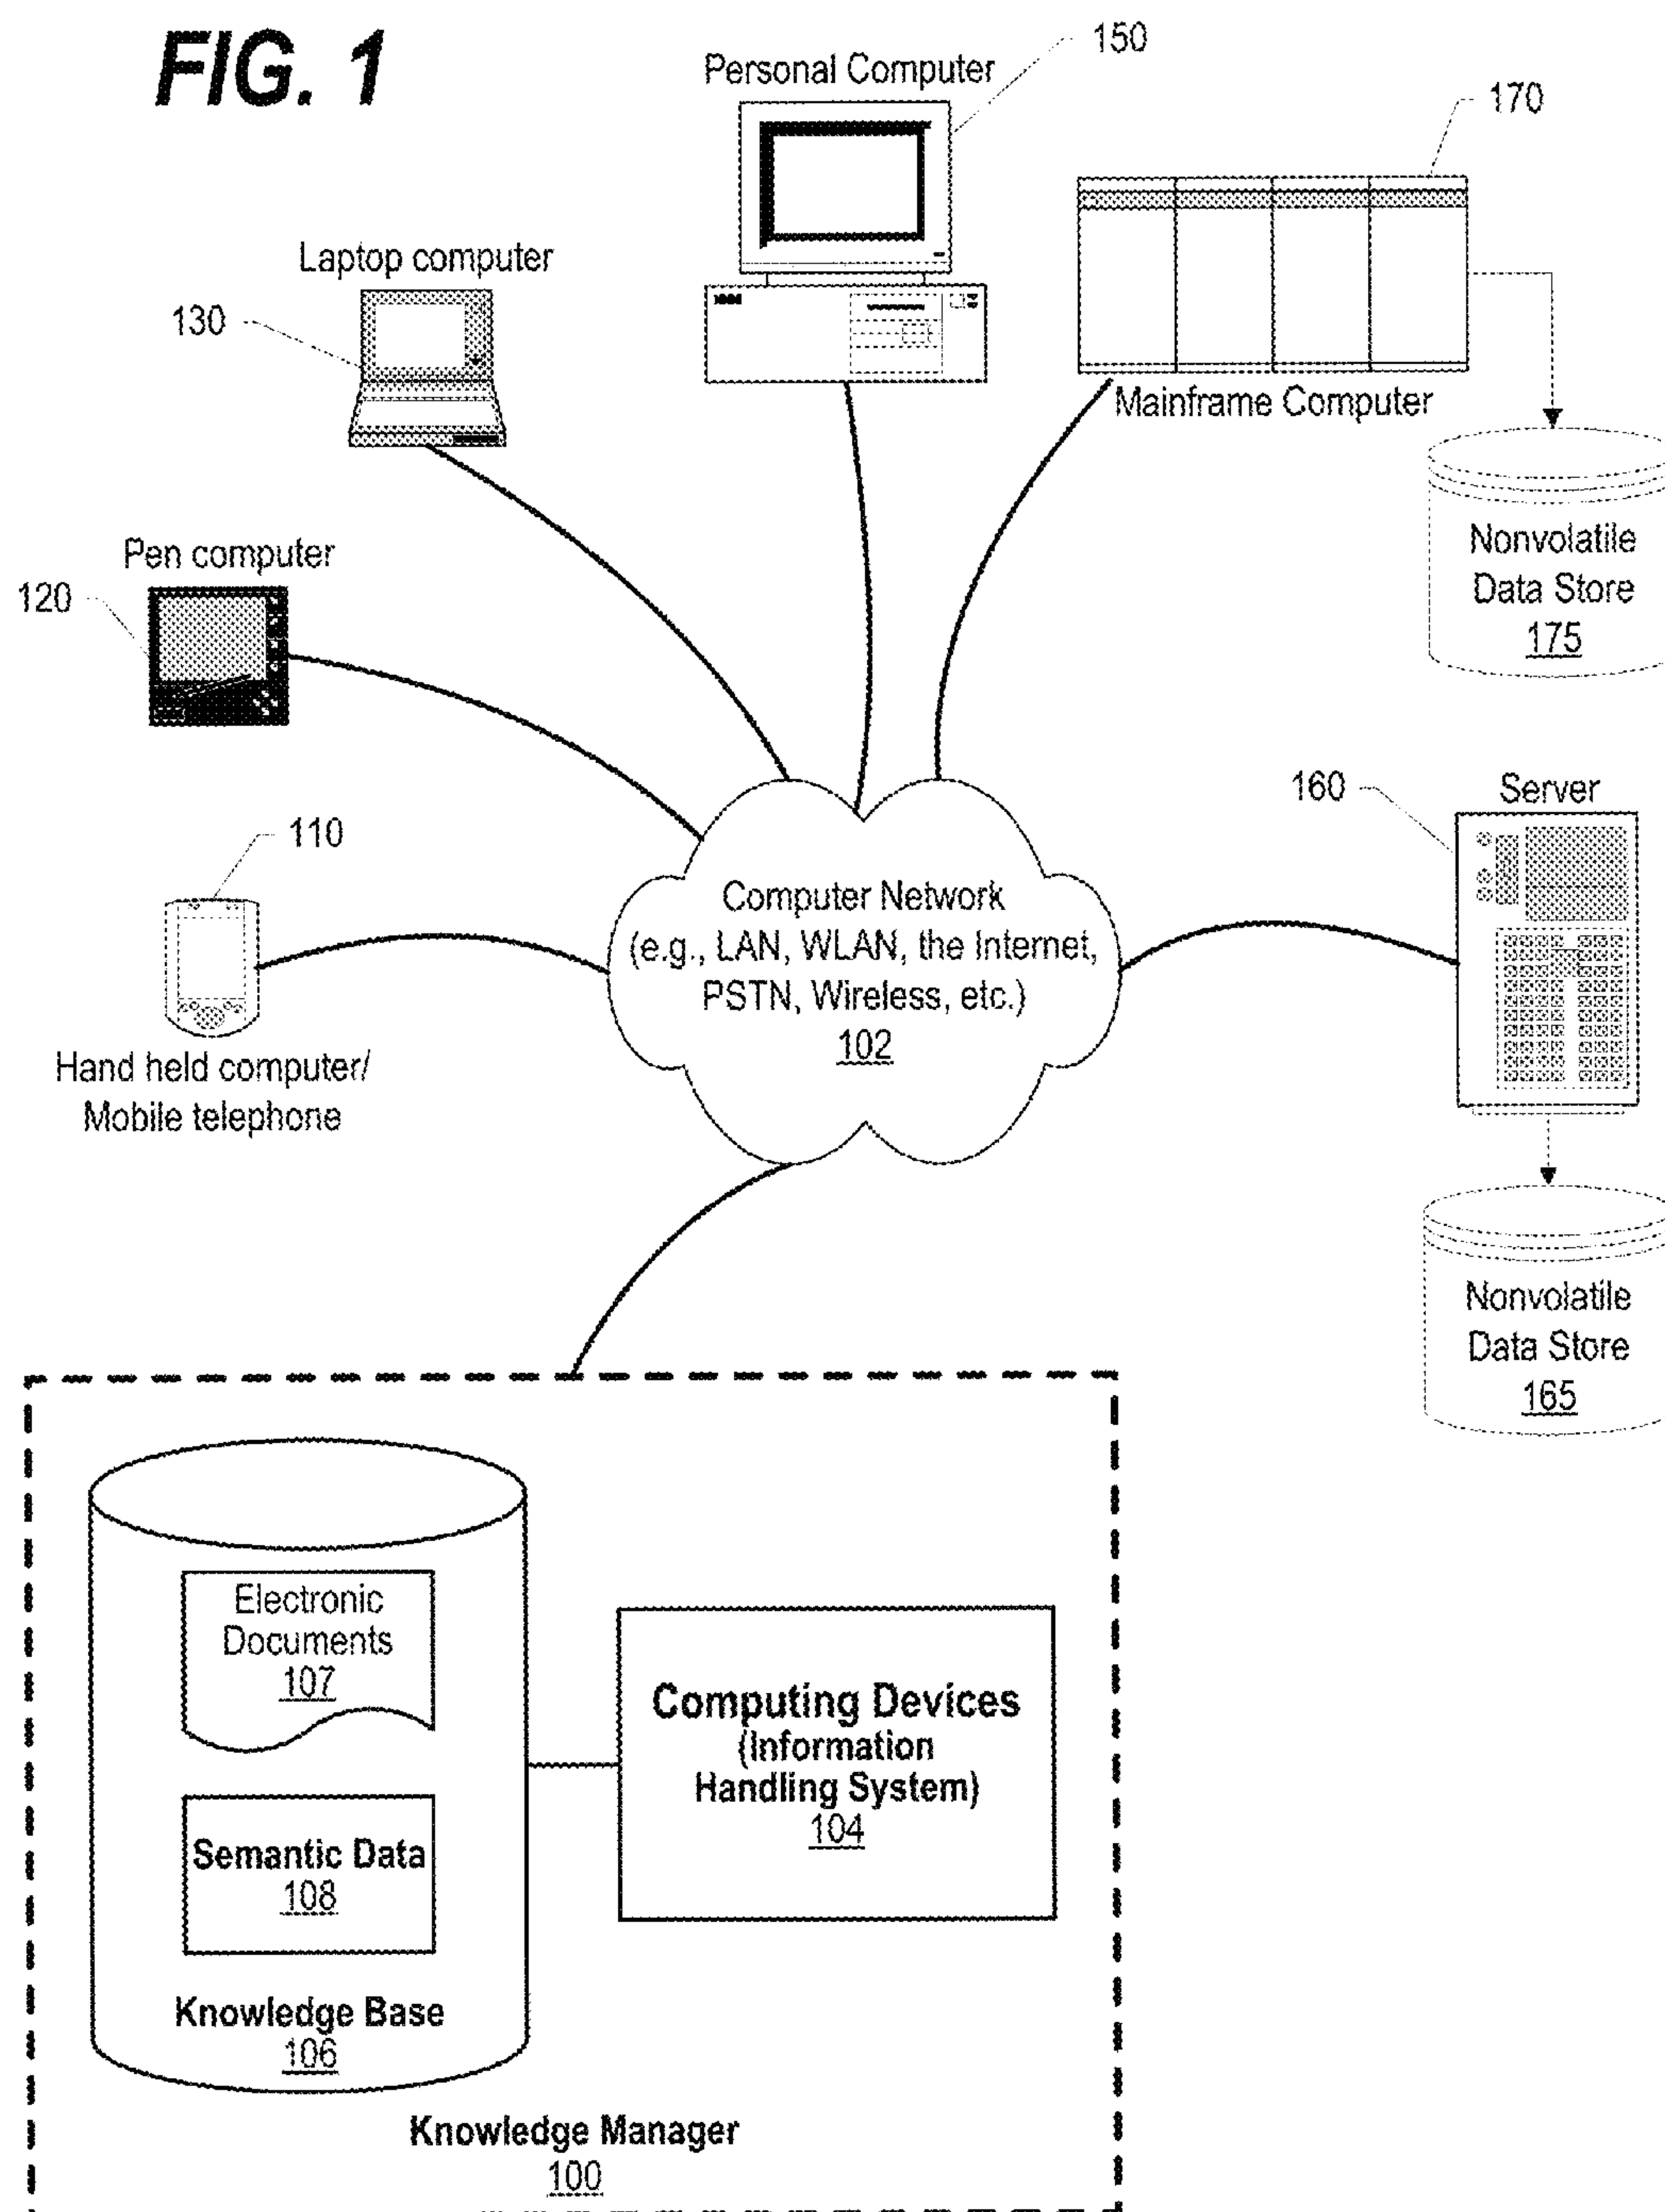 FIG. 1
Personal Computer
150
170
Laptop computer
130
Mainframe Computer
Nonvolatile
Data Store
175
Pen computer
120
110
Hand held computer/
Mobile telephone
Computer Network
(e.g., LAN, WLAN, the Internet,
PSTN, Wireless, etc.)
102
160
Server
Nonvolatile
Data Store
165
Electronic
Documents
107
Semantic Data
108
Knowledge Base
106
Computing Devices
(Information
Handling System)
104
Knowledge Manager
100